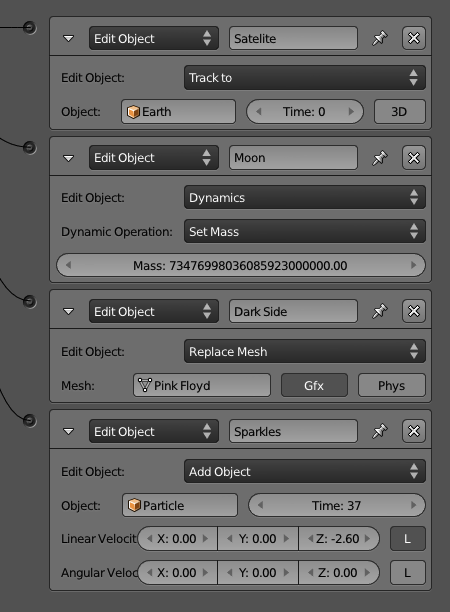 Edit Object Satelite
Edit Object: Track to
Object: Earth Time: 0 3D
Edit Object Moon
Edit Object: Dynamics
Dynamic Operation: Set Mass
Mass: 73476998036085923000000.00
Edit Object Dark Side
Edit Object: Replace Mesh
Mesh: Pink Floyd Gfx Phys
Edit Object Sparkles
Edit Object: Add Object
Object: Particle Time: 37
Linear Velocit X: 0.00 Y: 0.00 Z: -2.60 L
Angular Veloc X: 0.00 Y: 0.00 Z: 0.00 L